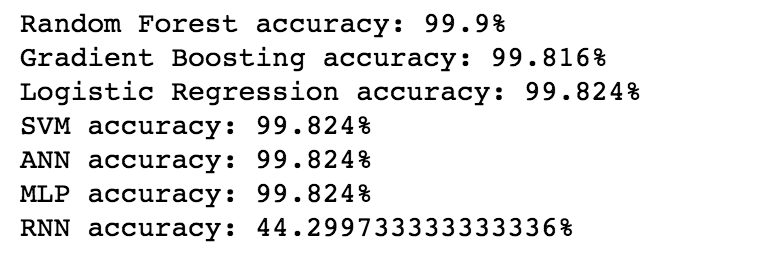 Random Forest accuracy: 99.9%
Gradient Boosting accuracy: 99.816%
Logistic Regression accuracy: 99.824%
SVM accuracy: 99.824%
ANN accuracy: 99.824%
MLP accuracy: 99.824%
RNN accuracy: 44.299733333333336%